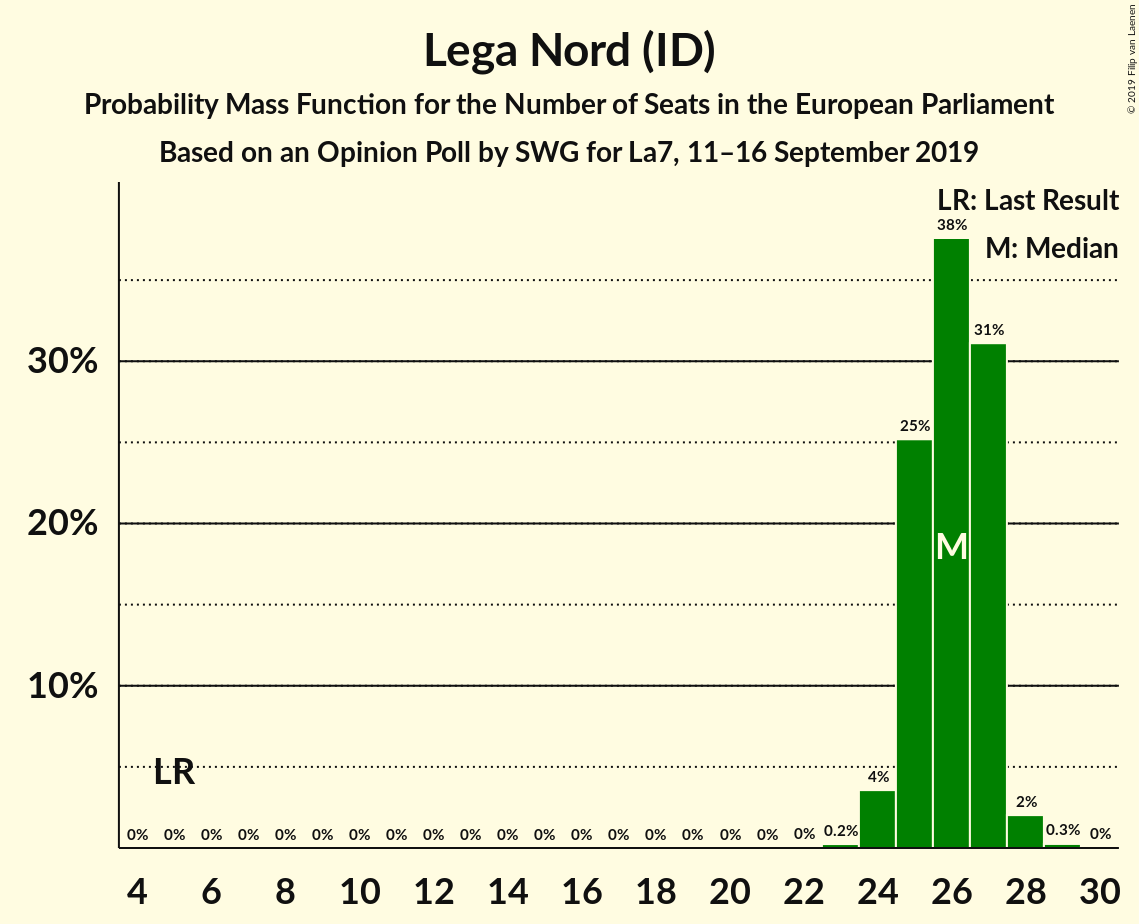 Lega Nord (ID)
Probability Mass Function for the Number of Seats in the European Parliament
Based on an Opinion Poll by SWG for La7, 11–16 September 2019
© 2019 Filip van Laenen
LR: Last Result
M: Median
38%
31%
30%
25%
20%
M
10%
LR
4%
2%
0% 0% 0% 0% 0% 0% 0% 0% 0% 0% 0% 0% 0% 0% 0% 0% 0% 0% 0% 0.2% 0.3% 0%
4 6 8 10 12 14 16 18 20 22 24 26 28 30